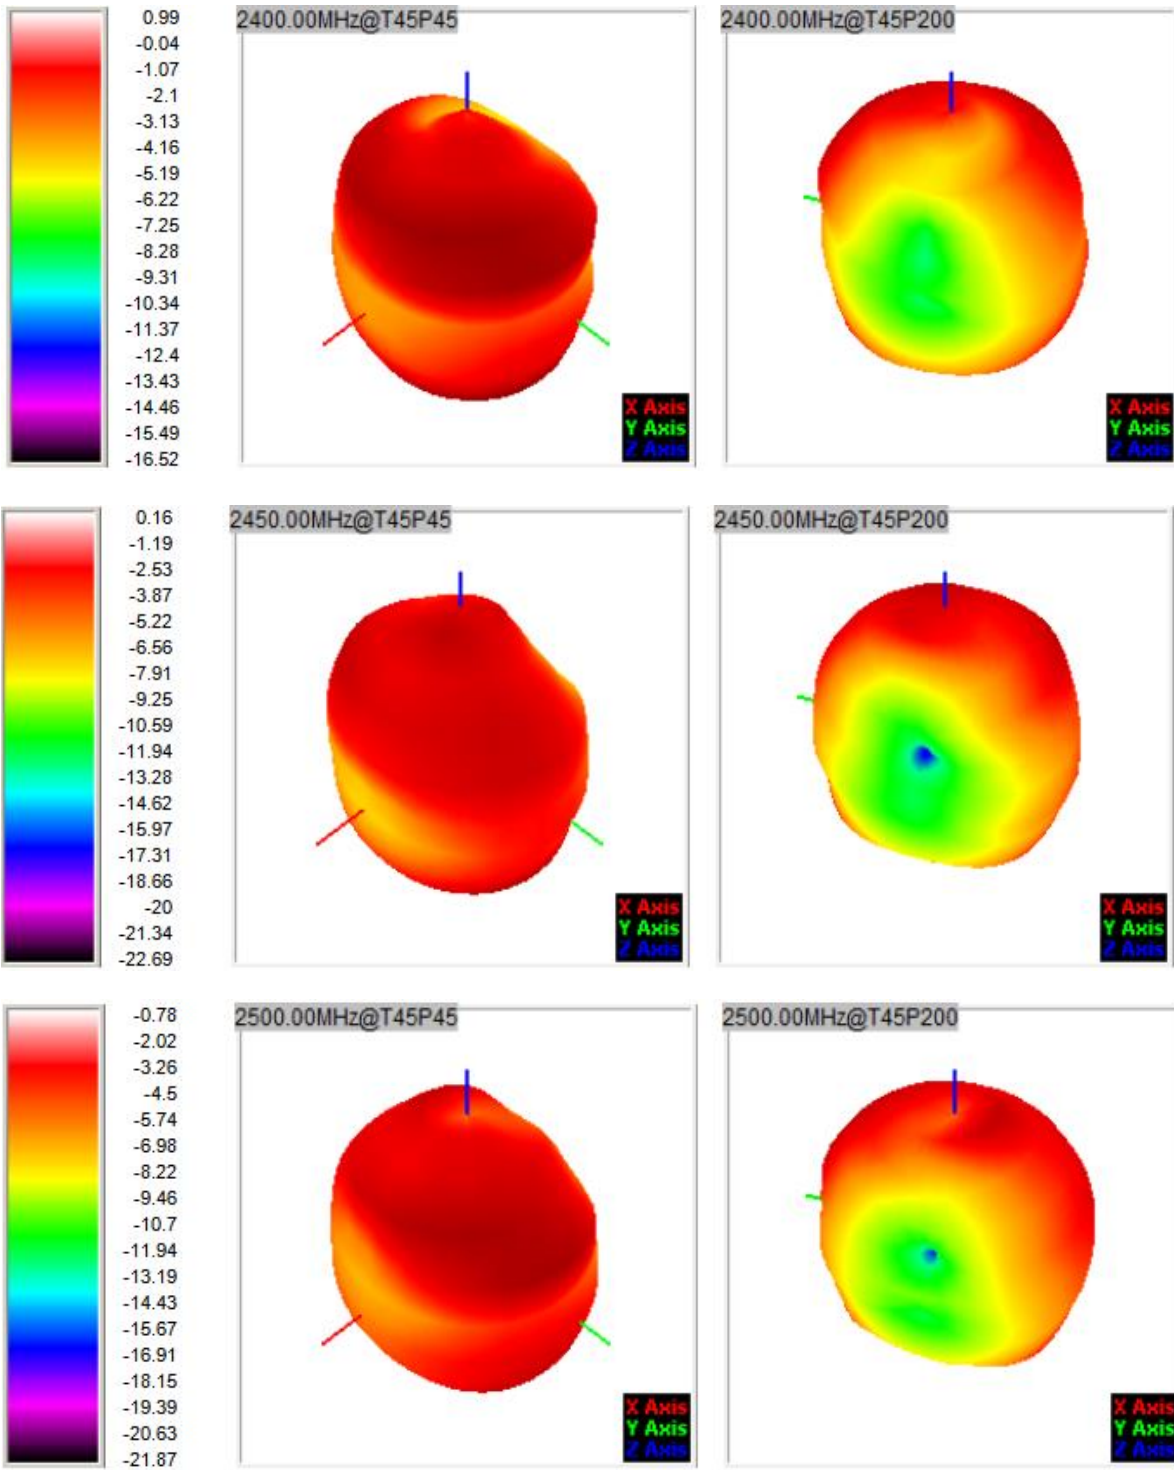 0.99
-0.04
-1.07
-2.1
-3.13
-4.16
-5.19
-6.22
-7.25
-8.28
-9.31
-10.34
-11.37
-12.4
-13.43
-14.46
-15.49
-16.52
2400.00MHz@T45P45
X Axis
Y Axis
Z Axis
2400.00MHz@T45P200
X Axis
Y Axis
Z Axis
0.16
-1.19
-2.53
-3.87
-5.22
-6.56
-7.91
-9.25
-10.59
-11.94
-13.28
-14.62
-15.97
-17.31
-18.66
-20
-21.34
-22.69
2450.00MHz@T45P45
X Axis
Y Axis
Z Axis
2450.00MHz@T45P200
X Axis
Y Axis
Z Axis
-0.78
-2.02
-3.26
-4.5
-5.74
-6.98
-8.22
-9.46
-10.7
-11.94
-13.19
-14.43
-15.67
-16.91
-18.15
-19.39
-20.63
-21.87
2500.00MHz@T45P45
X Axis
Y Axis
Z Axis
2500.00MHz@T45P200
X Axis
Y Axis
Z Axis